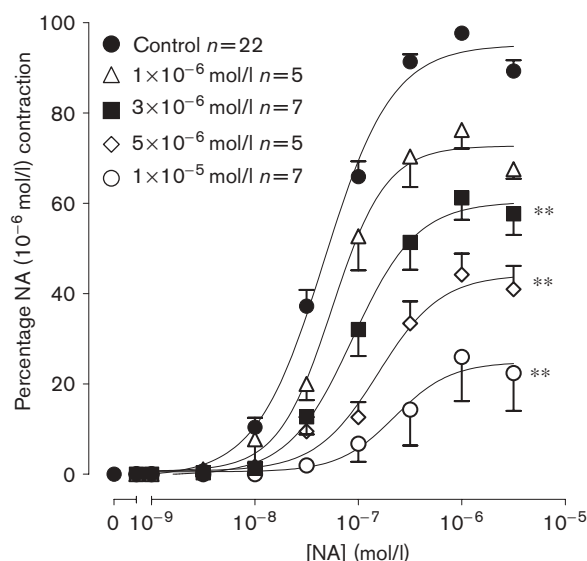 100
80
60
40
20
0
Percentage NA (10⁻⁶ mol/l) contraction
Control n=22
1×10⁻⁶ mol/l n=5
3×10⁻⁶ mol/l n=7
5×10⁻⁶ mol/l n=5
1×10⁻⁵ mol/l n=7
**
**
**
0 10⁻⁹ 10⁻⁸ 10⁻⁷ 10⁻⁶ 10⁻⁵
[NA] (mol/l)